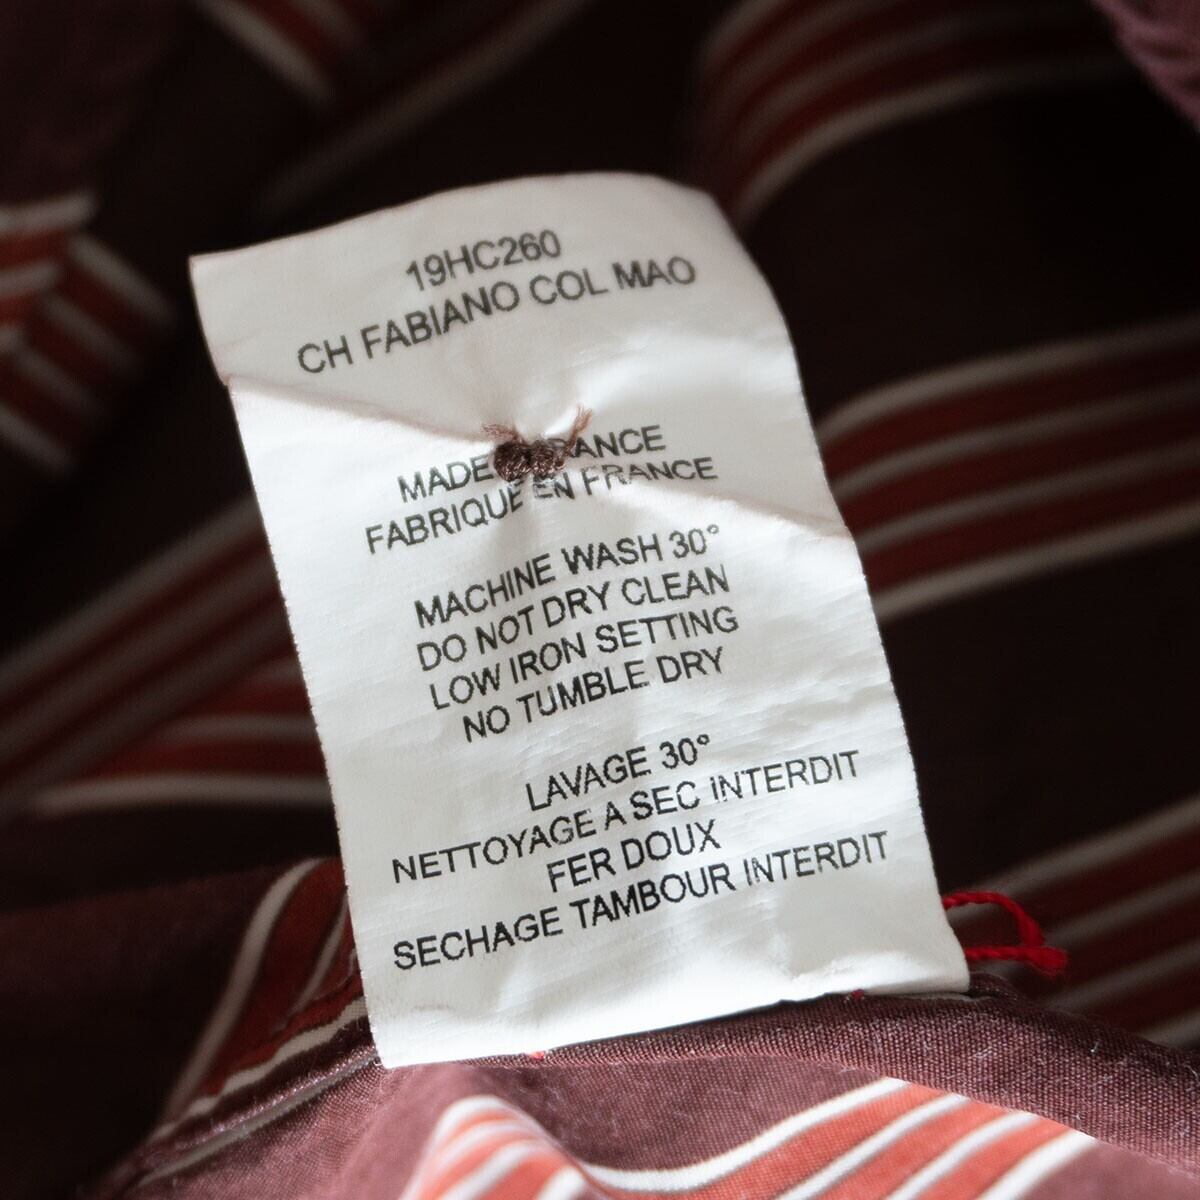 19HC260
CH FABIANO COL MAO
MADE FRANCE
FABRIQUE EN FRANCE
MACHINE WASH 30°
DO NOT DRY CLEAN
LOW IRON SETTING
NO TUMBLE DRY
LAVAGE 30°
NETTOYAGE A SEC INTERDIT
FER DOUX
SECHAGE TAMBOUR INTERDIT